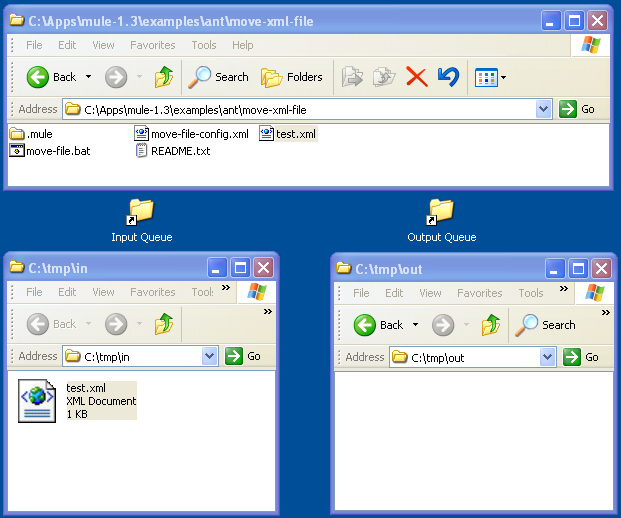 C:\Apps\mule-1.3\examples\ant\move-xml-file
File Edit View Favorites Tools Help
Back Search Folders
Address C:\Apps\mule-1.3\examples\ant\move-xml-file Go
.mule move-file-config.xml test.xml
move-file.bat README.txt
Input Queue Output Queue
C:\tmp\in
File Edit View Favorites Tools »
Back »
Address C:\tmp\in Go
test.xml
XML Document
1 KB
C:\tmp\out
File Edit View Favorites Tools »
Back Search »
Address C:\tmp\out Go